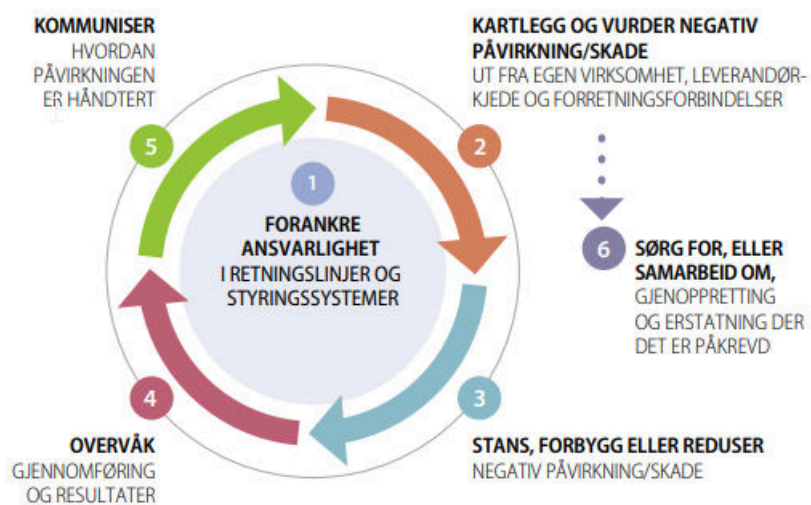 KOMMUNISER
HVORDAN
PÅVIRKNINGEN
ER HÅNDTERT
5
KARTLEGG OG VURDER NEGATIV
PÅVIRKNING/SKADE
UT FRA EGEN VIRKSOMHET, LEVERANDØR-
KJEDE OG FORRETNINGSFORBINDELSER
2
1
FORANKRE
ANSVARLIGHET
I RETNINGSLINJER OG
STYRINGSSYSTEMER
6
SØRG FOR, ELLER
SAMARBEID OM,
GJENOPPRETTING
OG ERSTATNING DER
DET ER PÅKREVD
4
OVERVÅK
GJENNOMFØRING
OG RESULTATER
3
STANS, FORBYGG ELLER REDUSER
NEGATIV PÅVIRKNING/SKADE